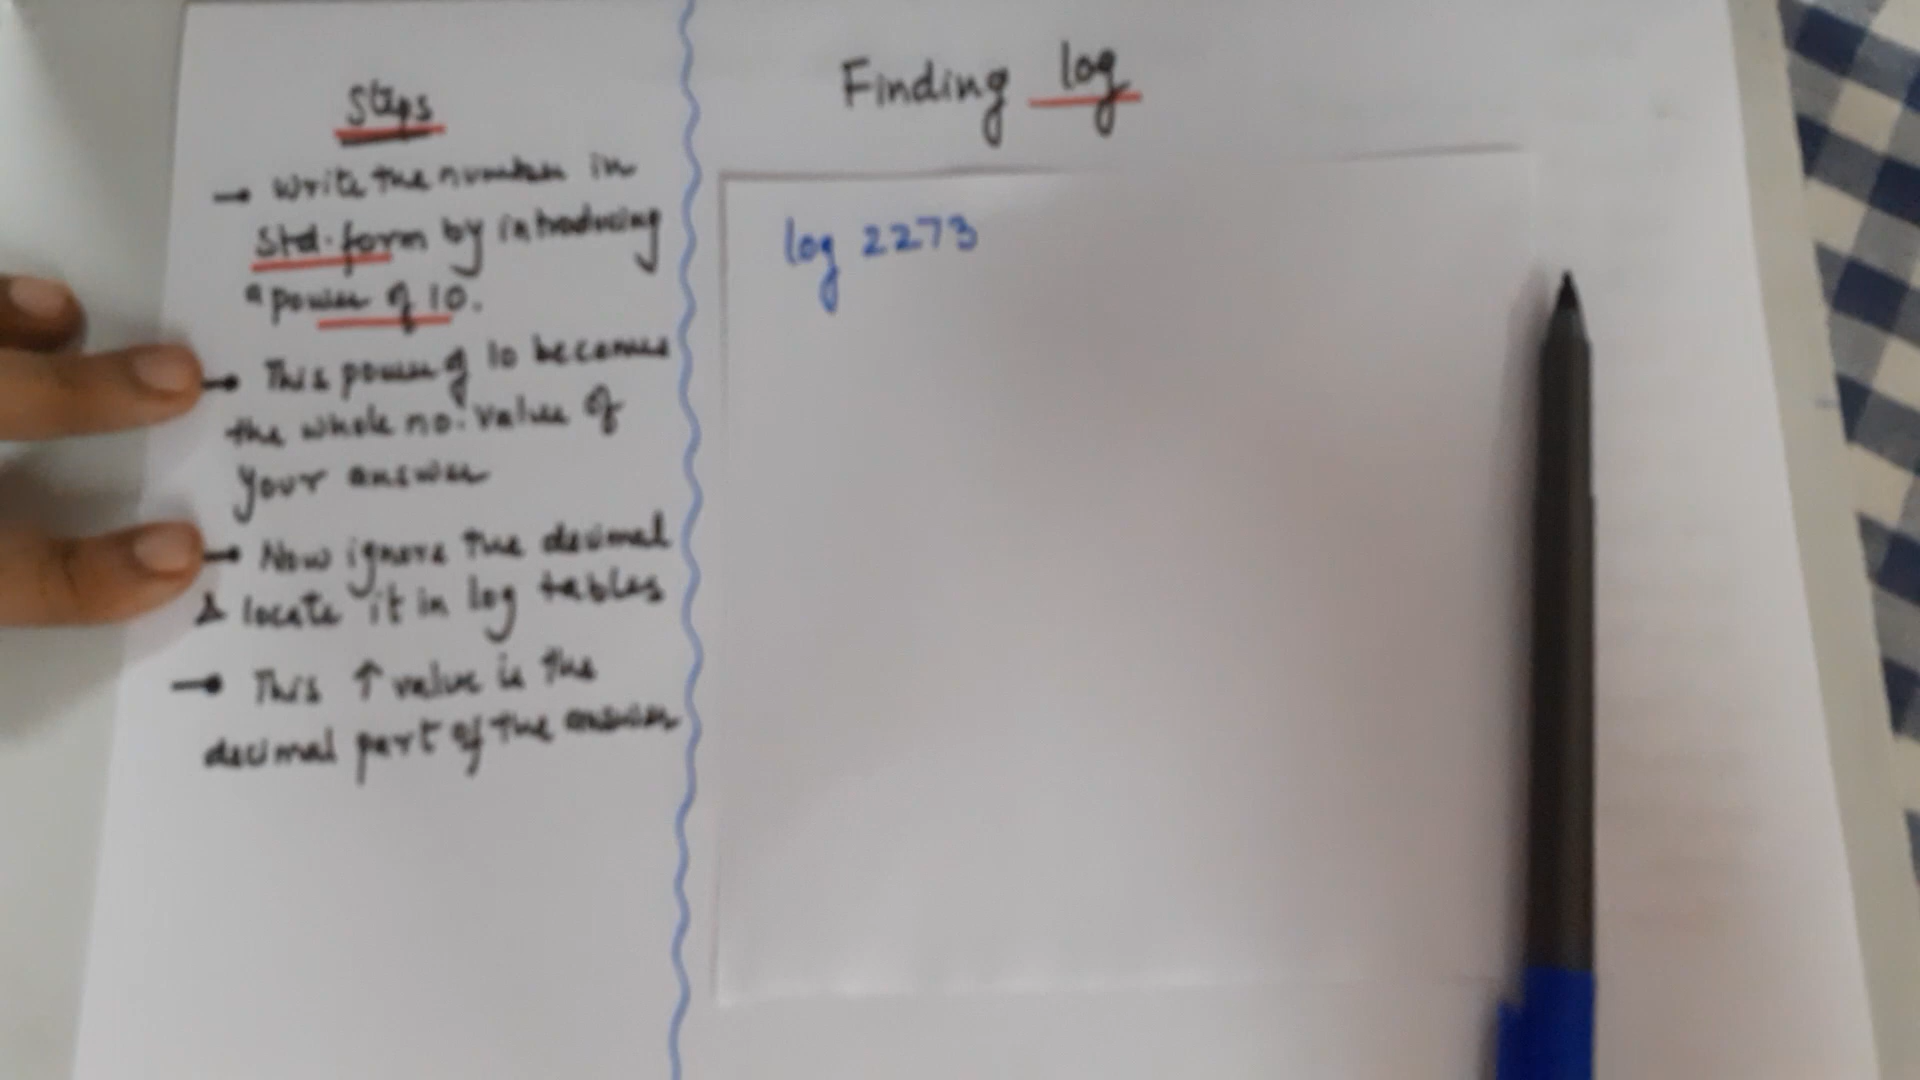 Steps
→ Write the number in
Std. form by introducing
a power of 10.
→ This power of 10 becomes
the whole no. value of
your answer
→ Now ignore the decimal
& locate it in log tables
→ This ↑ value is the
decimal part of the answer
Finding log
log 2273